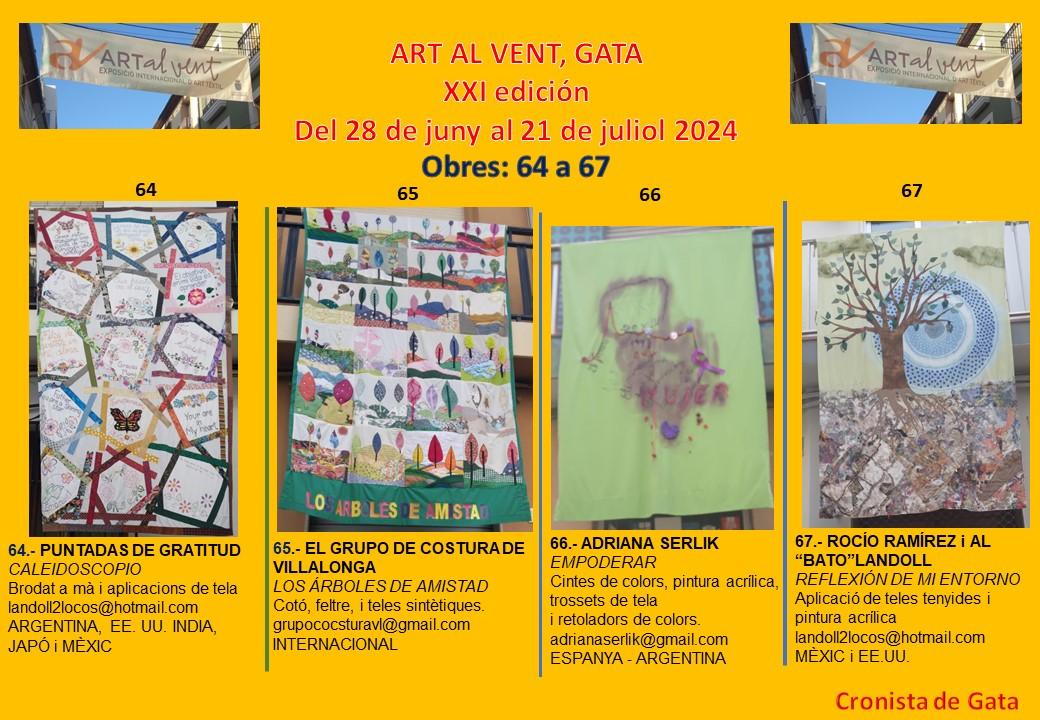 ARTal vent
EXPOSICIÓ INTERNACIONAL D'ART TÈXTIL
ARTal vent
EXPOSICIÓ INTERNACIONAL D'ART TÈXTIL
ART AL VENT, GATA
XXI edición
Del 28 de juny al 21 de juliol 2024
Obres: 64 a 67
64
65
66
67
Your are
in My heart
LOS ARBOLES DE AMISTAD
MUJER
64.- PUNTADAS DE GRATITUD
CALEIDOSCOPIO
Brodat a mà i aplicacions de tela
landoll2locos@hotmail.com
ARGENTINA, EE. UU. INDIA,
JAPÓ i MÈXIC
65.- EL GRUPO DE COSTURA DE
VILLALONGA
LOS ÁRBOLES DE AMISTAD
Cotó, feltre, i teles sintètiques.
grupococsturavl@gmail.com
INTERNACIONAL
66.- ADRIANA SERLIK
EMPODERAR
Cintes de colors, pintura acrílica,
trossets de tela
i retoladors de colors.
adrianaserlik@gmail.com
ESPANYA - ARGENTINA
67.- ROCÍO RAMÍREZ i AL
“BATO”LANDOLL
REFLEXIÓN DE MI ENTORNO
Aplicació de teles tenyides i
pintura acrílica
landoll2locos@hotmail.com
MÈXIC i EE.UU.
Cronista de Gata